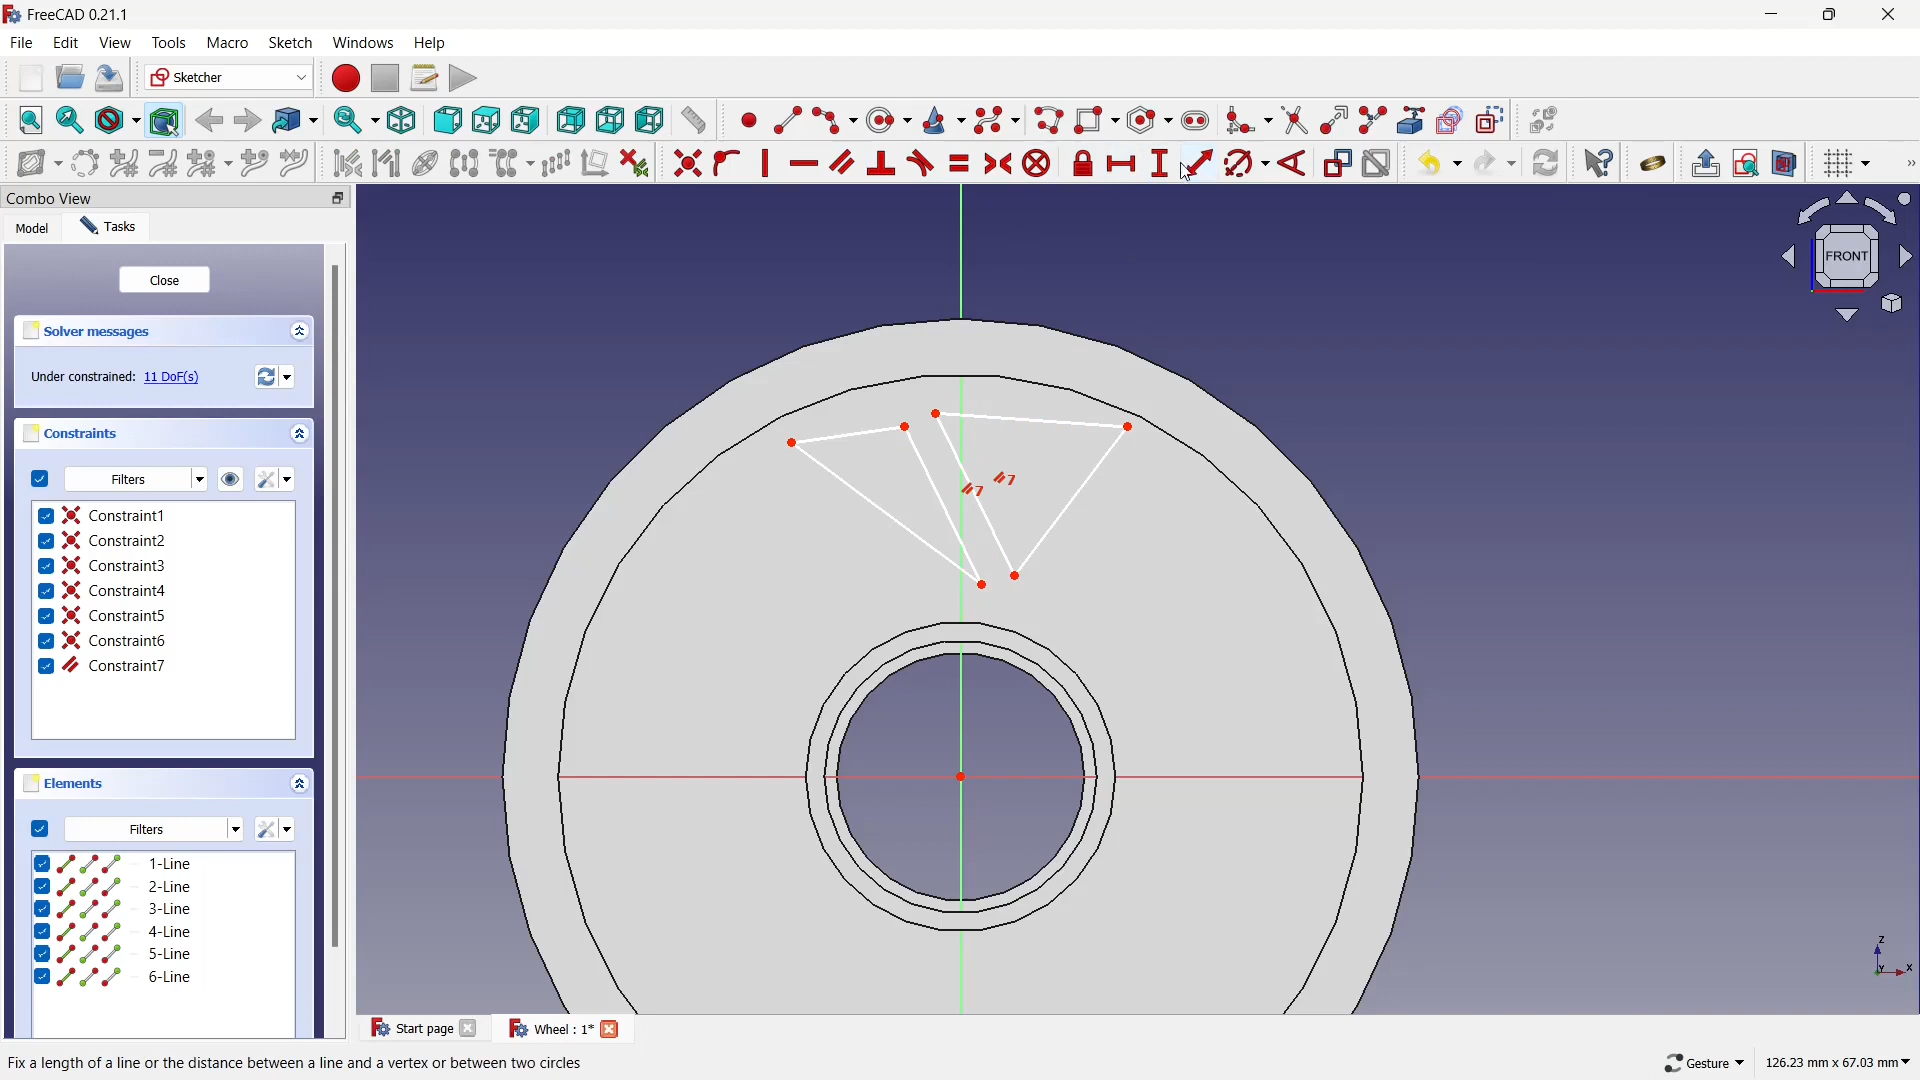 FreeCAD 0.21.1
File Edit View Tools Macro Sketch Windows Help
Sketcher
Combo View
Model Tasks
Close
Solver messages
Under constrained: 11 DoF(s)
Constraints
Filters
Constraint1
Constraint2
Constraint3
Constraint4
Constraint5
Constraint6
Constraint7
Elements
Filters
1-Line
2-Line
3-Line
4-Line
5-Line
6-Line
FRONT
7 7
Z
Y X
Start page Wheel : 1*
Fix a length of a line or the distance between a line and a vertex or between two circles
Gesture 126.23 mm x 67.03 mm